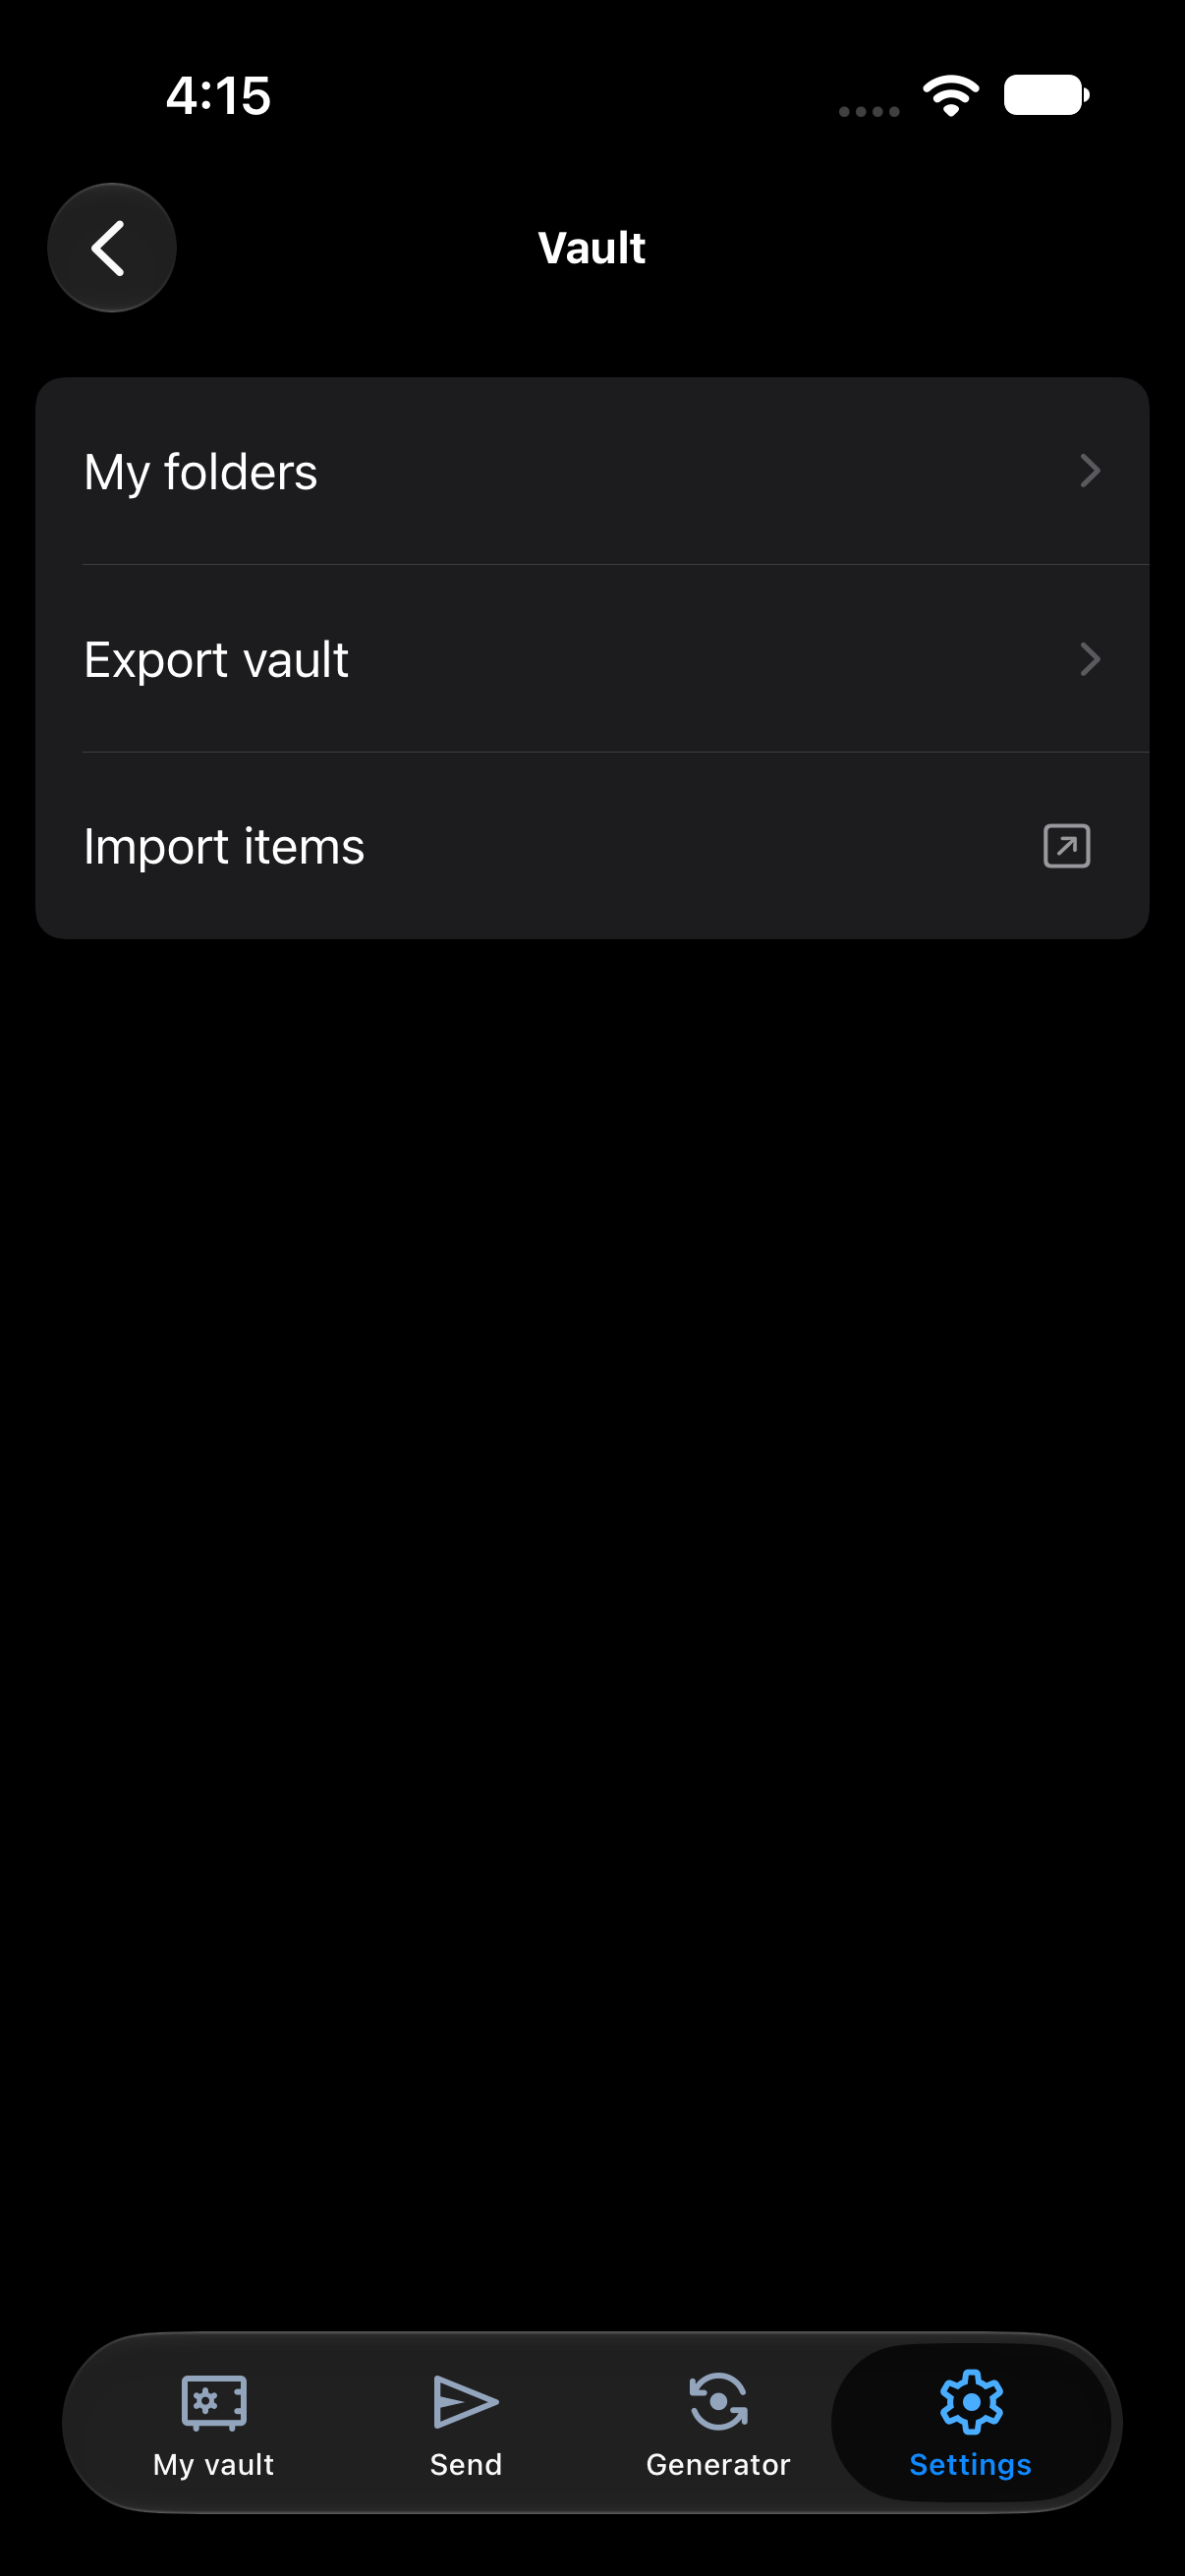 4:15
Vault
My folders
Export vault
Import items
My vault
Send
Generator
Settings